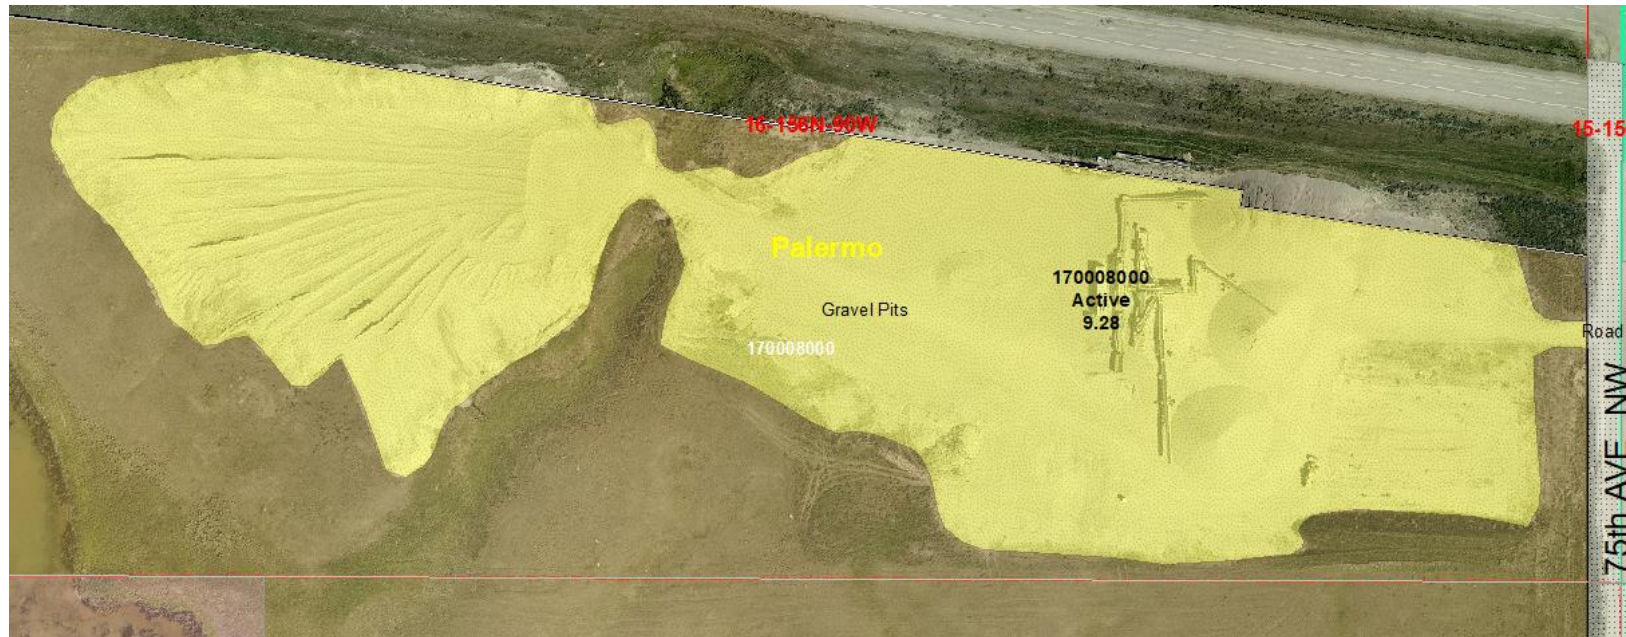 16-156N-90W
15-15
Palermo
170008000
Active
9.28
Gravel Pits
170008000
Road
75th AVE NW